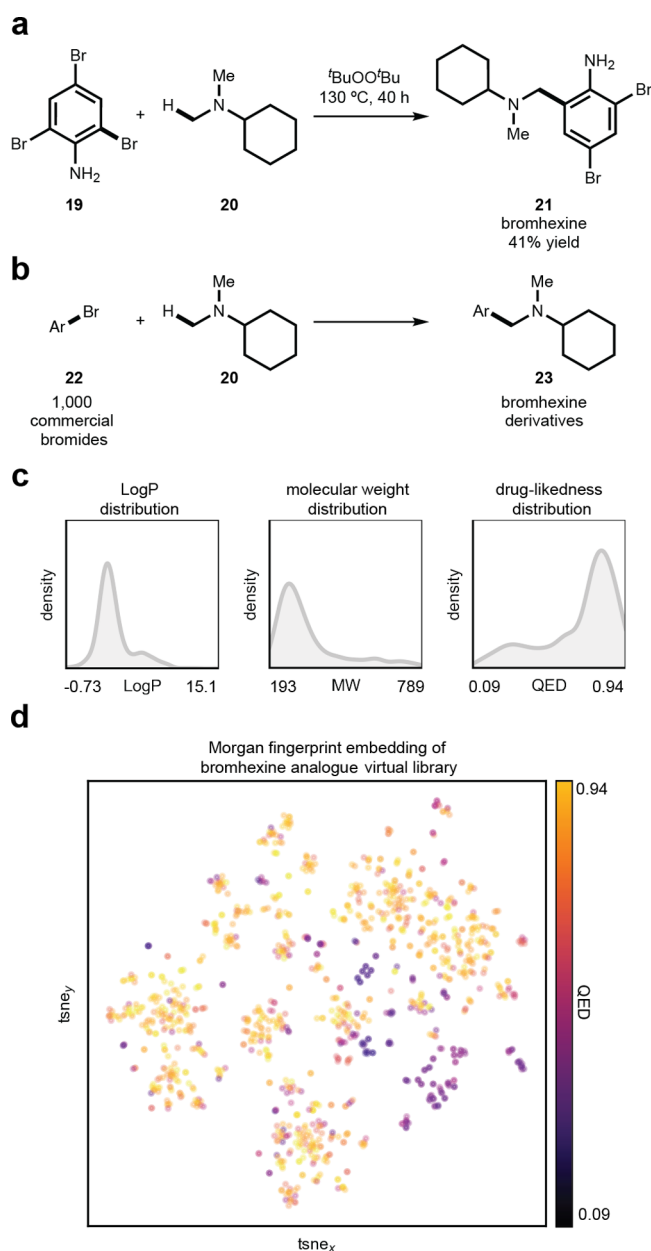 a
Br
Br
Br
NH2
19
+
H
Me
N
20
tBuOOtBu
130 ºC, 40 h
N
Me
NH2
Br
Br
21
bromhexine
41% yield
b
Ar
Br
22
1,000
commercial
bromides
+
H
Me
N
20
Ar
Me
N
23
bromhexine
derivatives
c
LogP
distribution
density
-0.73 LogP 15.1
molecular weight
distribution
density
193 MW 789
drug-likedness
distribution
density
0.09 QED 0.94
d
Morgan fingerprint embedding of
bromhexine analogue virtual library
tsney
tsnex
0.94
QED
0.09